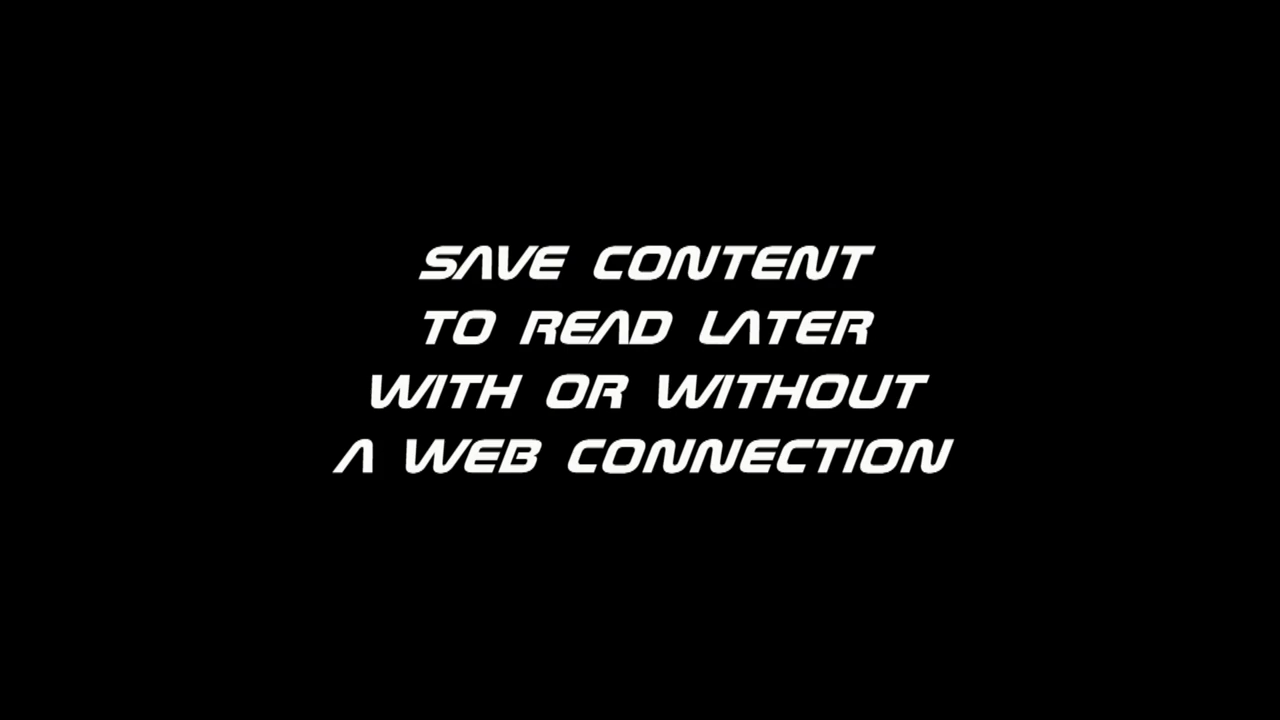 SAVE CONTENT
TO READ LATER
WITH OR WITHOUT
A WEB CONNECTION